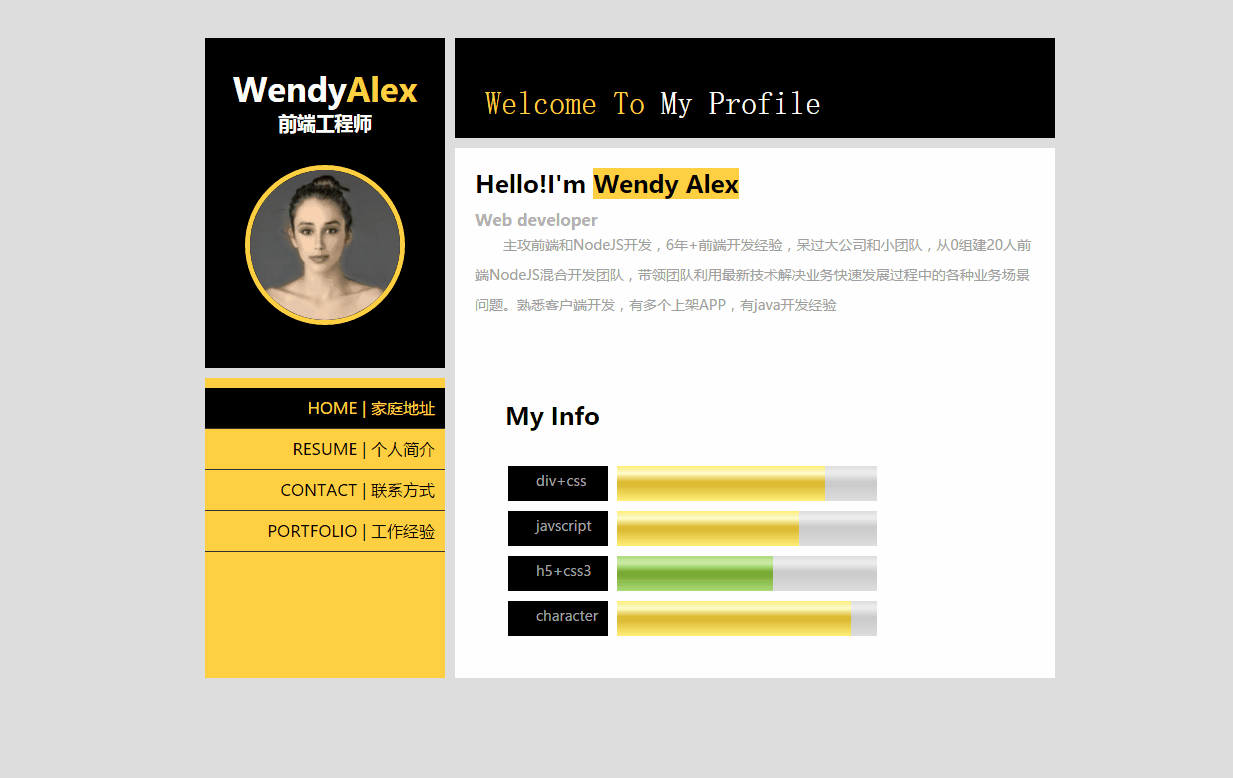 WendyAlex
前端工程师
HOME | 家庭地址
RESUME | 个人简介
CONTACT | 联系方式
PORTFOLIO | 工作经验
Welcome To My Profile
Hello!I'm Wendy Alex
Web developer
主攻前端和NodeJS开发，6年+前端开发经验，呆过大公司和小团队，从0组建20人前
端NodeJS混合开发团队，带领团队利用最新技术解决业务快速发展过程中的各种业务场景
问题。熟悉客户端开发，有多个上架APP，有java开发经验
My Info
div+css
javscript
h5+css3
character